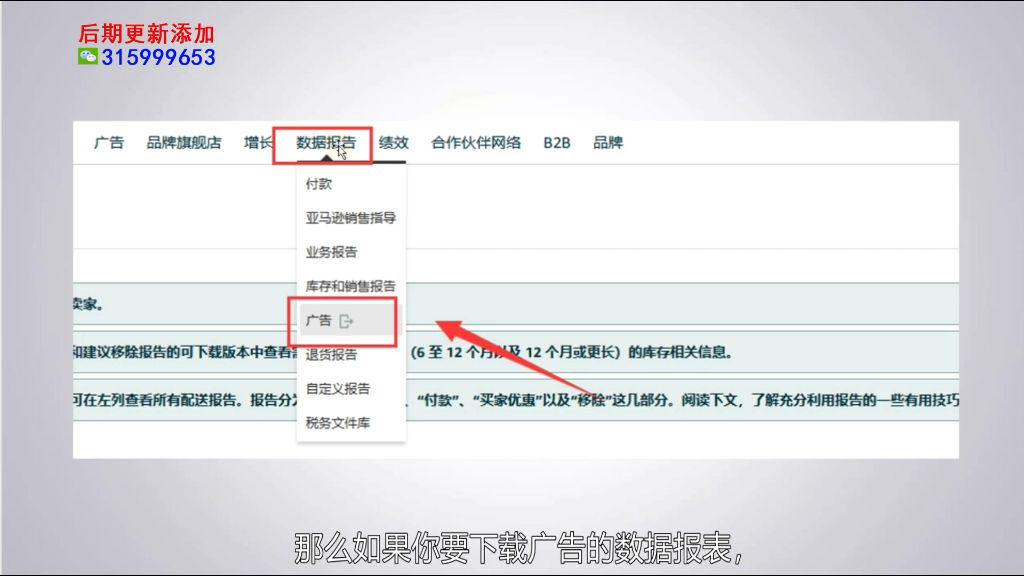 后期更新添加
315999653
广告 品牌旗舰店 增长 数据报告 绩效 合作伙伴网络 B2B 品牌
付款
亚马逊销售指导
业务报告
库存和销售报告
卖家。
广告
和建议移除报告的可下载版本中查看 (6 至 12 个月以及 12 个月或更长）的库存相关信息。
退货报告
自定义报告
可在左列查看所有配送报告。报告分 、“付款”、“买家优惠”以及“移除”这几部分。阅读下文，了解充分利用报告的一些有用技巧
税务文件库
那么如果你要下载广告的数据报表，